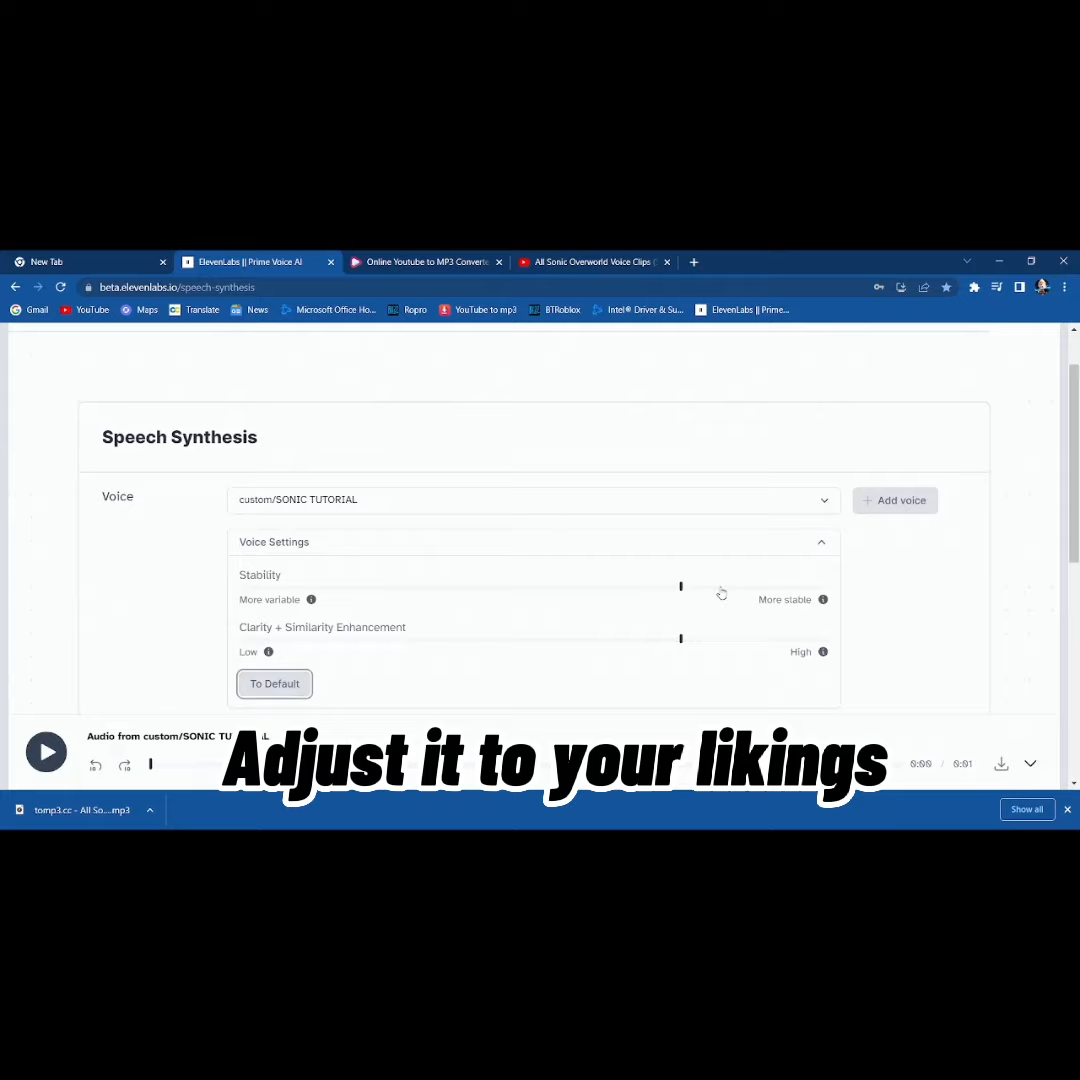 New Tab
ElevenLabs || Prime Voice AI
Online Youtube to MP3 Converte
All Sonic Overworld Voice Clips (
beta.elevenlabs.io/speech-synthesis
Gmail
YouTube
Maps
Translate
News
Microsoft Office Ho...
Ropro
YouTube to mp3
BTRoblox
Intel® Driver & Su...
ElevenLabs || Prime...
Speech Synthesis
Voice
custom/SONIC TUTORIAL
+ Add voice
Voice Settings
Stability
More variable
More stable
Clarity + Similarity Enhancement
Low
High
To Default
Audio from custom/SONIC TU
Adjust it to your likings
10
10
0:00 / 0:01
tomp3.cc - All So....mp3
Show all